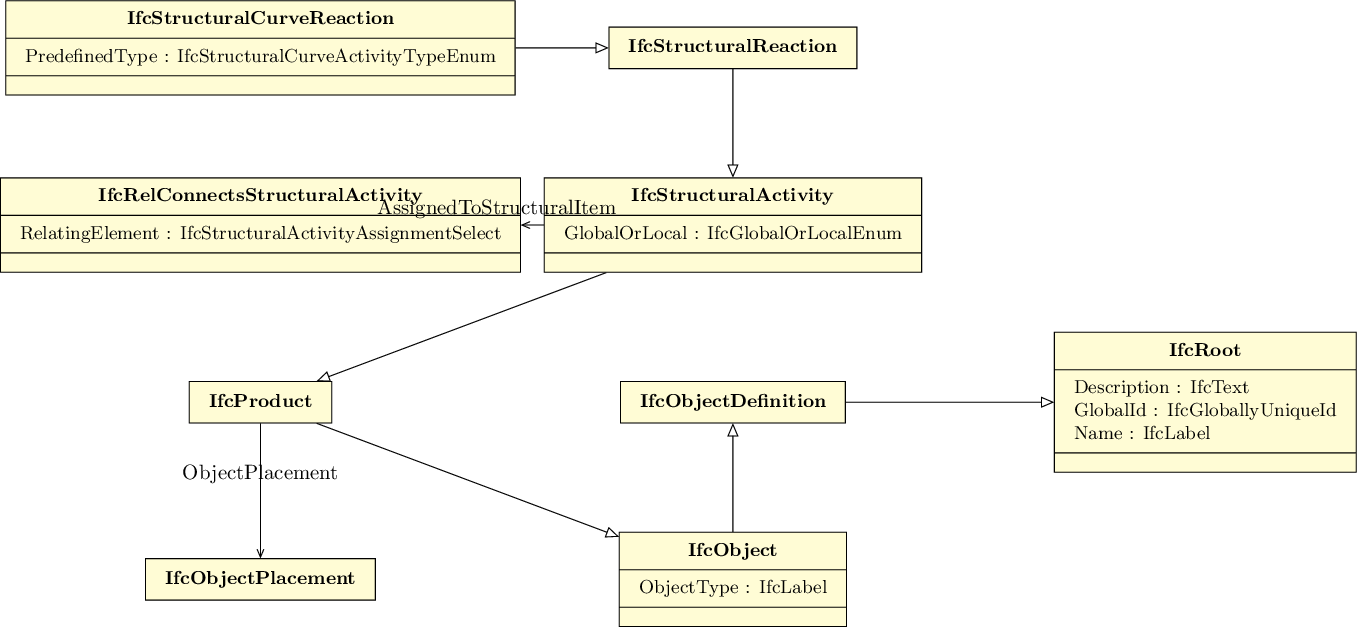 IfcStructuralCurveReaction
PredefinedType : IfcStructuralCurveActivityTypeEnum
IfcStructuralReaction
IfcRelConnectsStructuralActivity
RelatingElement : IfcStructuralActivityAssignmentSelect
AssignedToStructuralItem
IfcStructuralActivity
GlobalOrLocal : IfcGlobalOrLocalEnum
IfcProduct
IfcObjectDefinition
IfcRoot
Description : IfcText
GlobalId : IfcGloballyUniqueId
Name : IfcLabel
ObjectPlacement
IfcObjectPlacement
IfcObject
ObjectType : IfcLabel